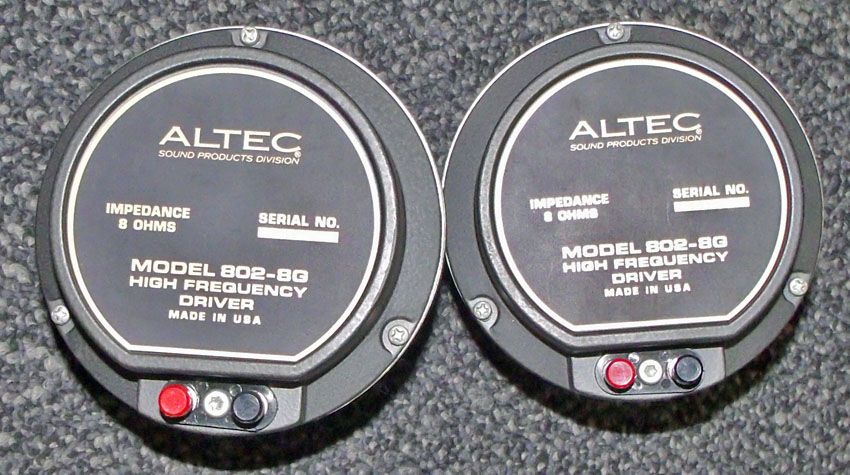 ALTEC®
SOUND PRODUCTS DIVISION
IMPEDANCE
8 OHMS
SERIAL NO.
MODEL 802-8G
HIGH FREQUENCY
DRIVER
MADE IN USA
ALTEC®
SOUND PRODUCTS DIVISION
IMPEDANCE
8 OHMS
SERIAL NO.
MODEL 802-8G
HIGH FREQUENCY
DRIVER
MADE IN USA